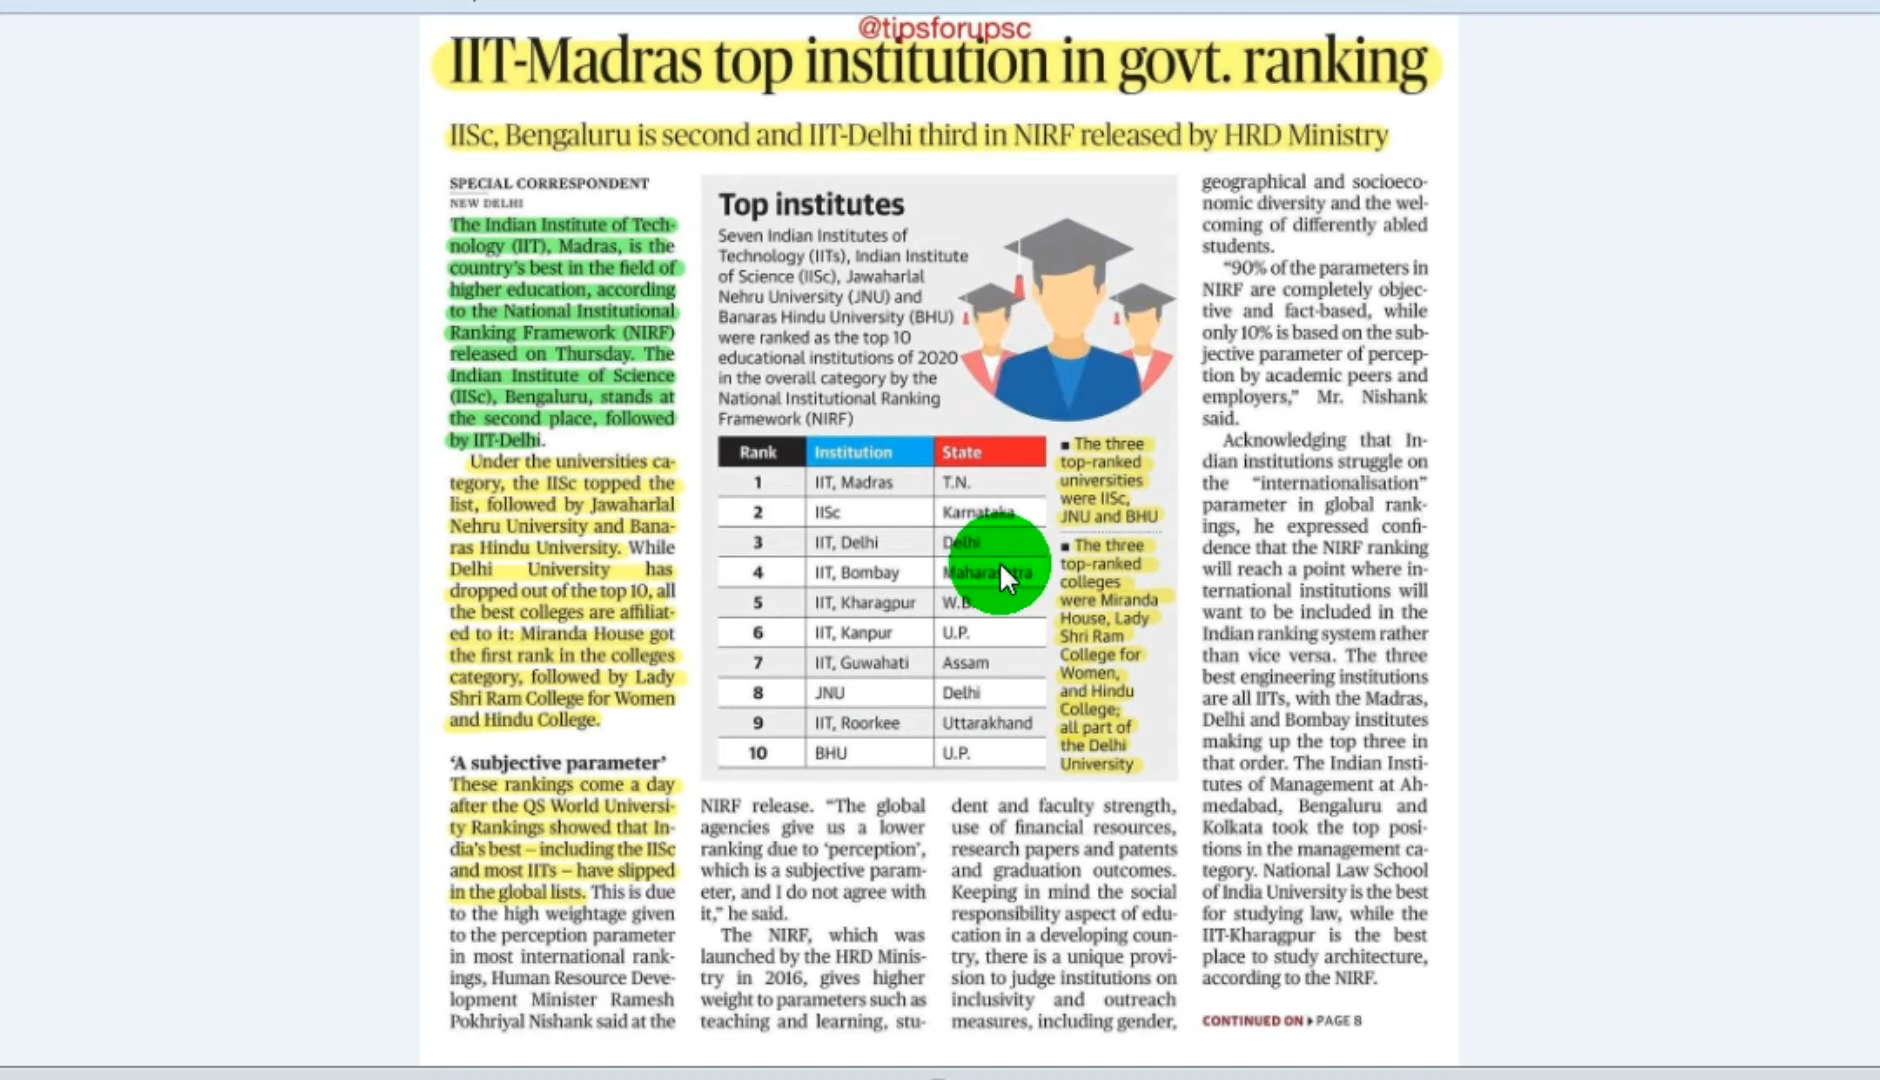 @tipsforupsc
IIT-Madras top institution in govt. ranking
IISc, Bengaluru is second and IIT-Delhi third in NIRF released by HRD Ministry
SPECIAL CORRESPONDENT
NEW DELHI
The Indian Institute of Tech-
nology (IIT), Madras, is the
country's best in the field of
higher education, according
to the National Institutional
Ranking Framework (NIRF)
released on Thursday. The
Indian Institute of Science
(IISc), Bengaluru, stands at
the second place, followed
by IIT-Delhi.
Under the universities ca-
tegory, the IISc topped the
list, followed by Jawaharlal
Nehru University and Bana-
ras Hindu University. While
Delhi University has
dropped out of the top 10, all
the best colleges are affiliat-
ed to it: Miranda House got
the first rank in the colleges
category, followed by Lady
Shri Ram College for Women
and Hindu College.
‘A subjective parameter’
These rankings come a day
after the QS World Universi-
ty Rankings showed that In-
dia's best – including the IISc
and most IITs – have slipped
in the global lists. This is due
to the high weightage given
to the perception parameter
in most international rank-
ings, Human Resource Deve-
lopment Minister Ramesh
Pokhriyal Nishank said at the
Top institutes
Seven Indian Institutes of
Technology (IITs), Indian Institute
of Science (IISc), Jawaharlal
Nehru University (JNU) and
Banaras Hindu University (BHU)
were ranked as the top 10
educational institutions of 2020
in the overall category by the
National Institutional Ranking
Framework (NIRF)
Rank Institution State
1 IIT, Madras T.N.
2 IISc Karnataka
3 IIT, Delhi Delhi
4 IIT, Bombay Maharashtra
5 IIT, Kharagpur W.B.
6 IIT, Kanpur U.P.
7 IIT, Guwahati Assam
8 JNU Delhi
9 IIT, Roorkee Uttarakhand
10 BHU U.P.
■ The three
top-ranked
universities
were IISc,
JNU and BHU
■ The three
top-ranked
colleges
were Miranda
House, Lady
Shri Ram
College for
Women,
and Hindu
College;
all part of
the Delhi
University
NIRF release. “The global
agencies give us a lower
ranking due to ‘perception’,
which is a subjective param-
eter, and I do not agree with
it,” he said.
The NIRF, which was
launched by the HRD Minis-
try in 2016, gives higher
weight to parameters such as
teaching and learning, stu-
dent and faculty strength,
use of financial resources,
research papers and patents
and graduation outcomes.
Keeping in mind the social
responsibility aspect of edu-
cation in a developing coun-
try, there is a unique provi-
sion to judge institutions on
inclusivity and outreach
measures, including gender,
geographical and socioeco-
nomic diversity and the wel-
coming of differently abled
students.
“90% of the parameters in
NIRF are completely objec-
tive and fact-based, while
only 10% is based on the sub-
jective parameter of percep-
tion by academic peers and
employers,” Mr. Nishank
said.
Acknowledging that In-
dian institutions struggle on
the “internationalisation”
parameter in global rank-
ings, he expressed confi-
dence that the NIRF ranking
will reach a point where in-
ternational institutions will
want to be included in the
Indian ranking system rather
than vice versa. The three
best engineering institutions
are all IITs, with the Madras,
Delhi and Bombay institutes
making up the top three in
that order. The Indian Insti-
tutes of Management at Ah-
medabad, Bengaluru and
Kolkata took the top posi-
tions in the management ca-
tegory. National Law School
of India University is the best
for studying law, while the
IIT-Kharagpur is the best
place to study architecture,
according to the NIRF.
CONTINUED ON ▸ PAGE 8